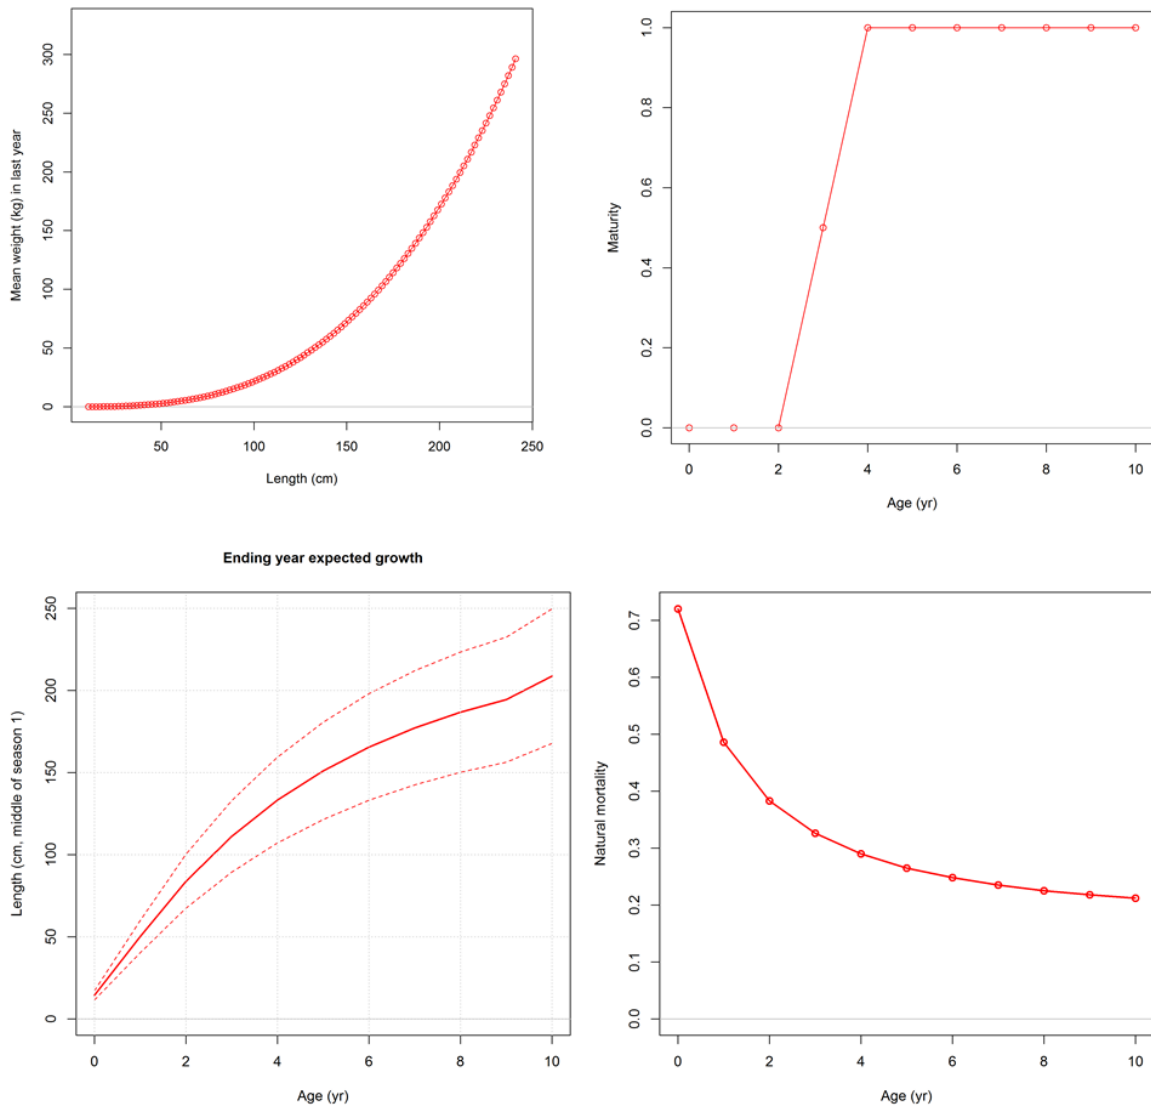 Mean weight (kg) in last year
300
250
200
150
100
50
0
50 100 150 200 250
Length (cm)
Maturity
1.0
0.8
0.6
0.4
0.2
0.0
0 2 4 6 8 10
Age (yr)
Ending year expected growth
Length (cm, middle of season 1)
250
200
150
100
50
0
0 2 4 6 8 10
Age (yr)
Natural mortality
0.7
0.6
0.5
0.4
0.3
0.2
0.1
0.0
0 2 4 6 8 10
Age (yr)